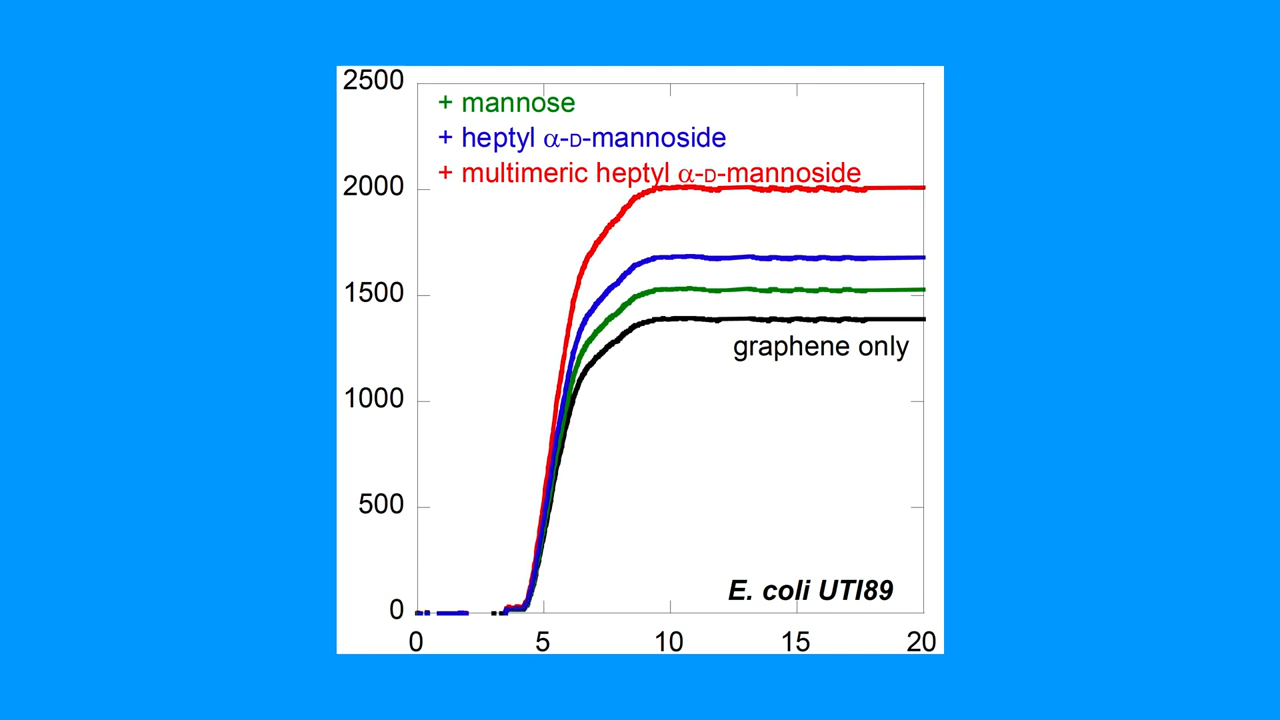 2500
+ mannose
+ heptyl α-D-mannoside
+ multimeric heptyl α-D-mannoside
2000
1500
graphene only
1000
500
E. coli UTI89
0
0 5 10 15 20